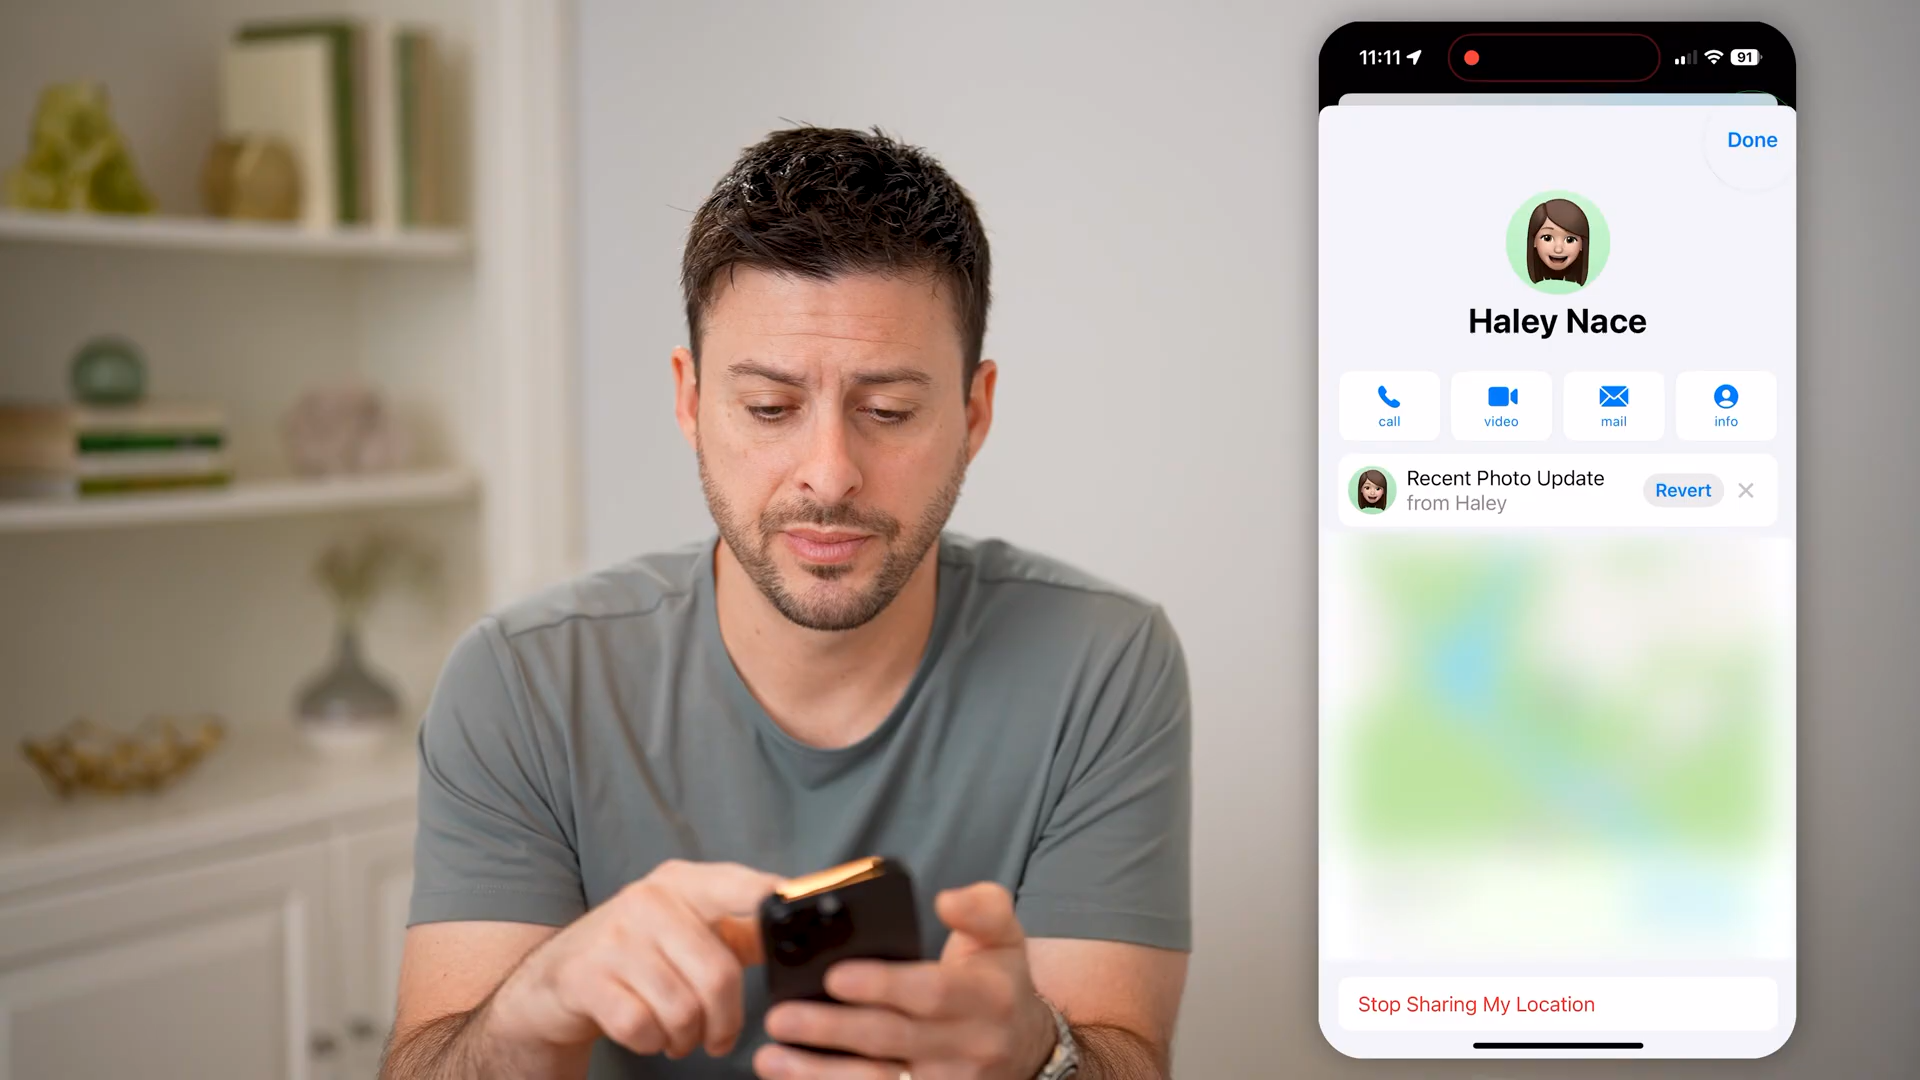 11:11
91
Done
Haley Nace
call
video
mail
info
Recent Photo Update
from Haley
Revert
Stop Sharing My Location